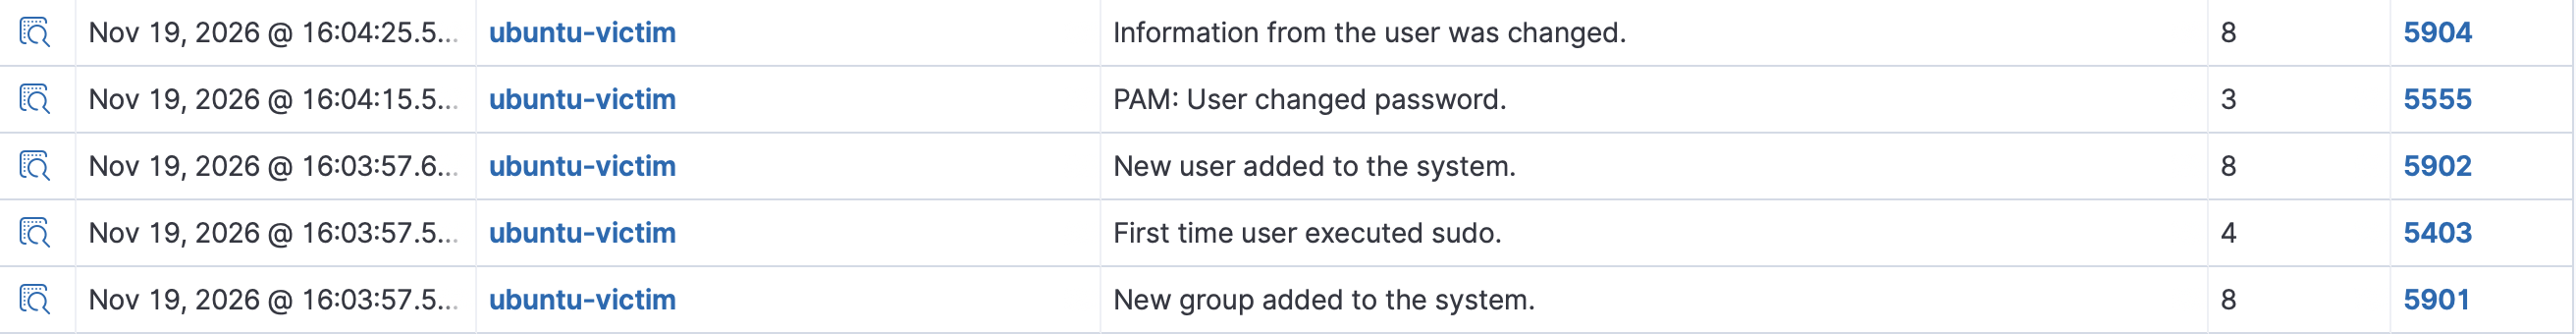 Nov 19, 2026 @ 16:04:25.5... ubuntu-victim Information from the user was changed. 8 5904
Nov 19, 2026 @ 16:04:15.5... ubuntu-victim PAM: User changed password. 3 5555
Nov 19, 2026 @ 16:03:57.6... ubuntu-victim New user added to the system. 8 5902
Nov 19, 2026 @ 16:03:57.5... ubuntu-victim First time user executed sudo. 4 5403
Nov 19, 2026 @ 16:03:57.5... ubuntu-victim New group added to the system. 8 5901